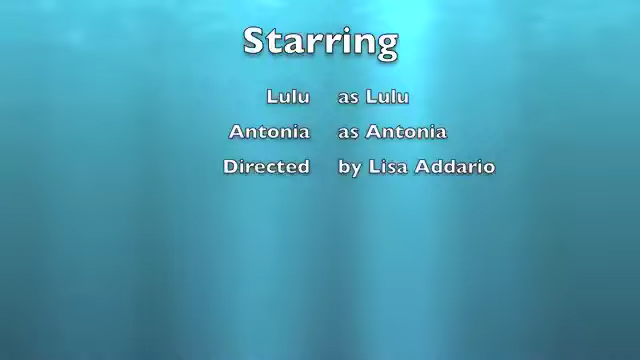 Starring
Lulu as Lulu
Antonia as Antonia
Directed by Lisa Addario